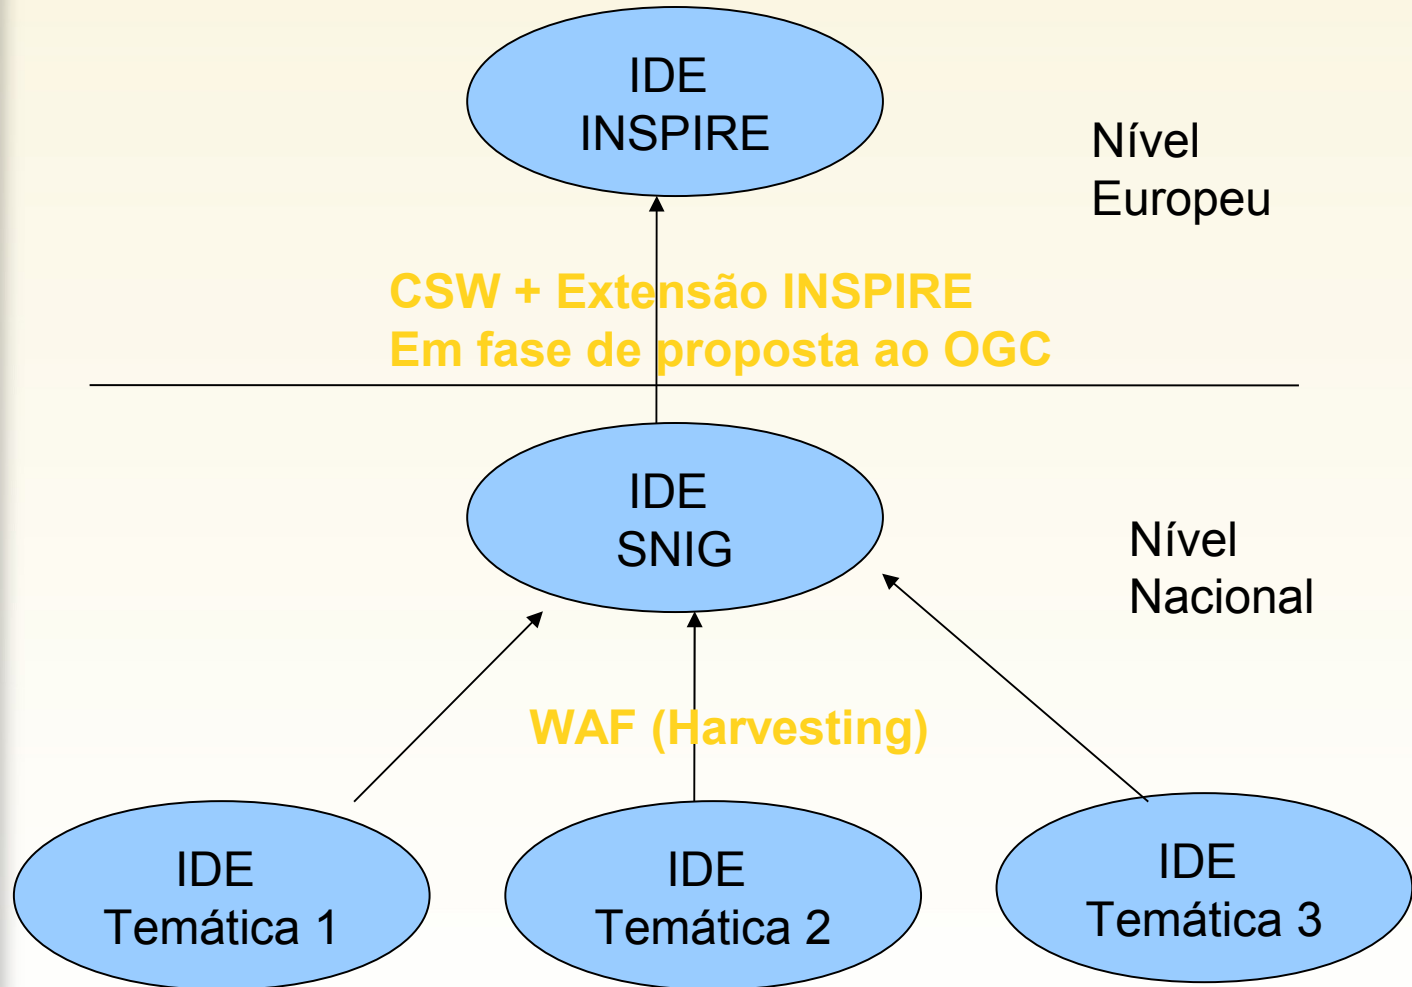 IDE
INSPIRE
Nível
Europeu
CSW + Extensão INSPIRE
Em fase de proposta ao OGC
IDE
SNIG
Nível
Nacional
WAF (Harvesting)
IDE
Temática 1
IDE
Temática 2
IDE
Temática 3